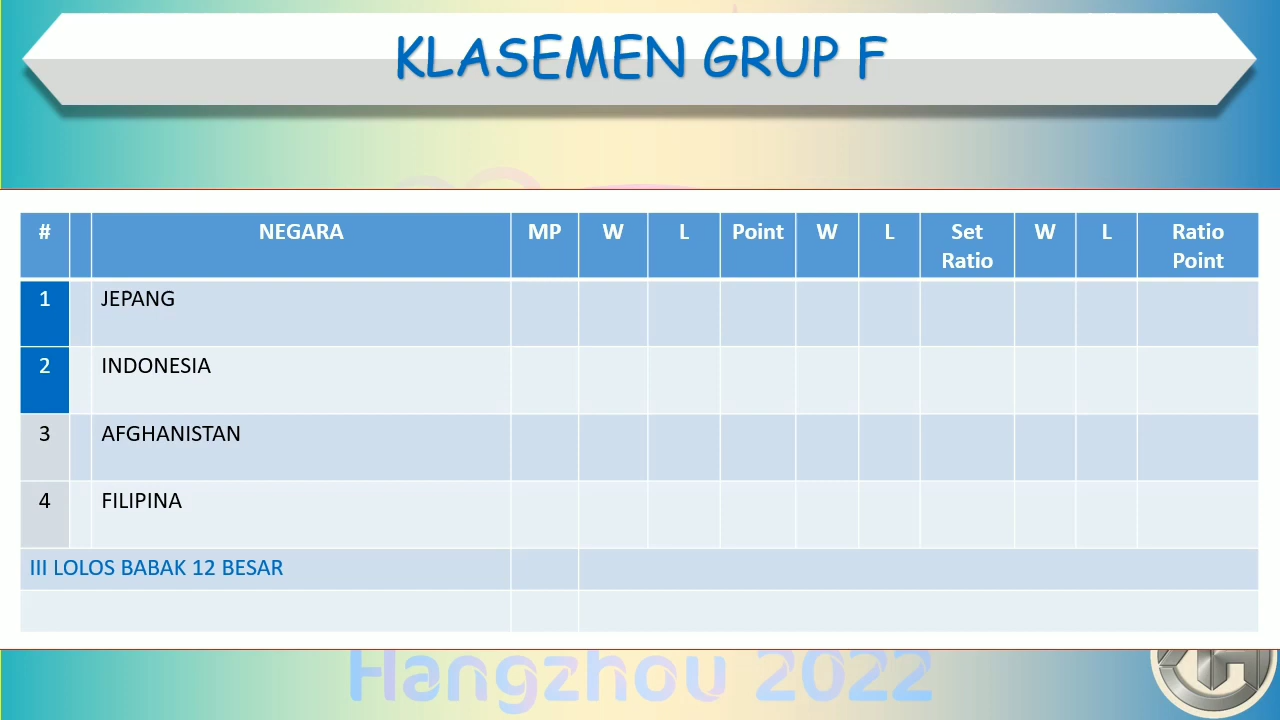 KLASEMEN GRUP F
# NEGARA MP W L Point W L Set Ratio W L Ratio Point
1 JEPANG
2 INDONESIA
3 AFGHANISTAN
4 FILIPINA
III LOLOS BABAK 12 BESAR
Hangzhou 2022